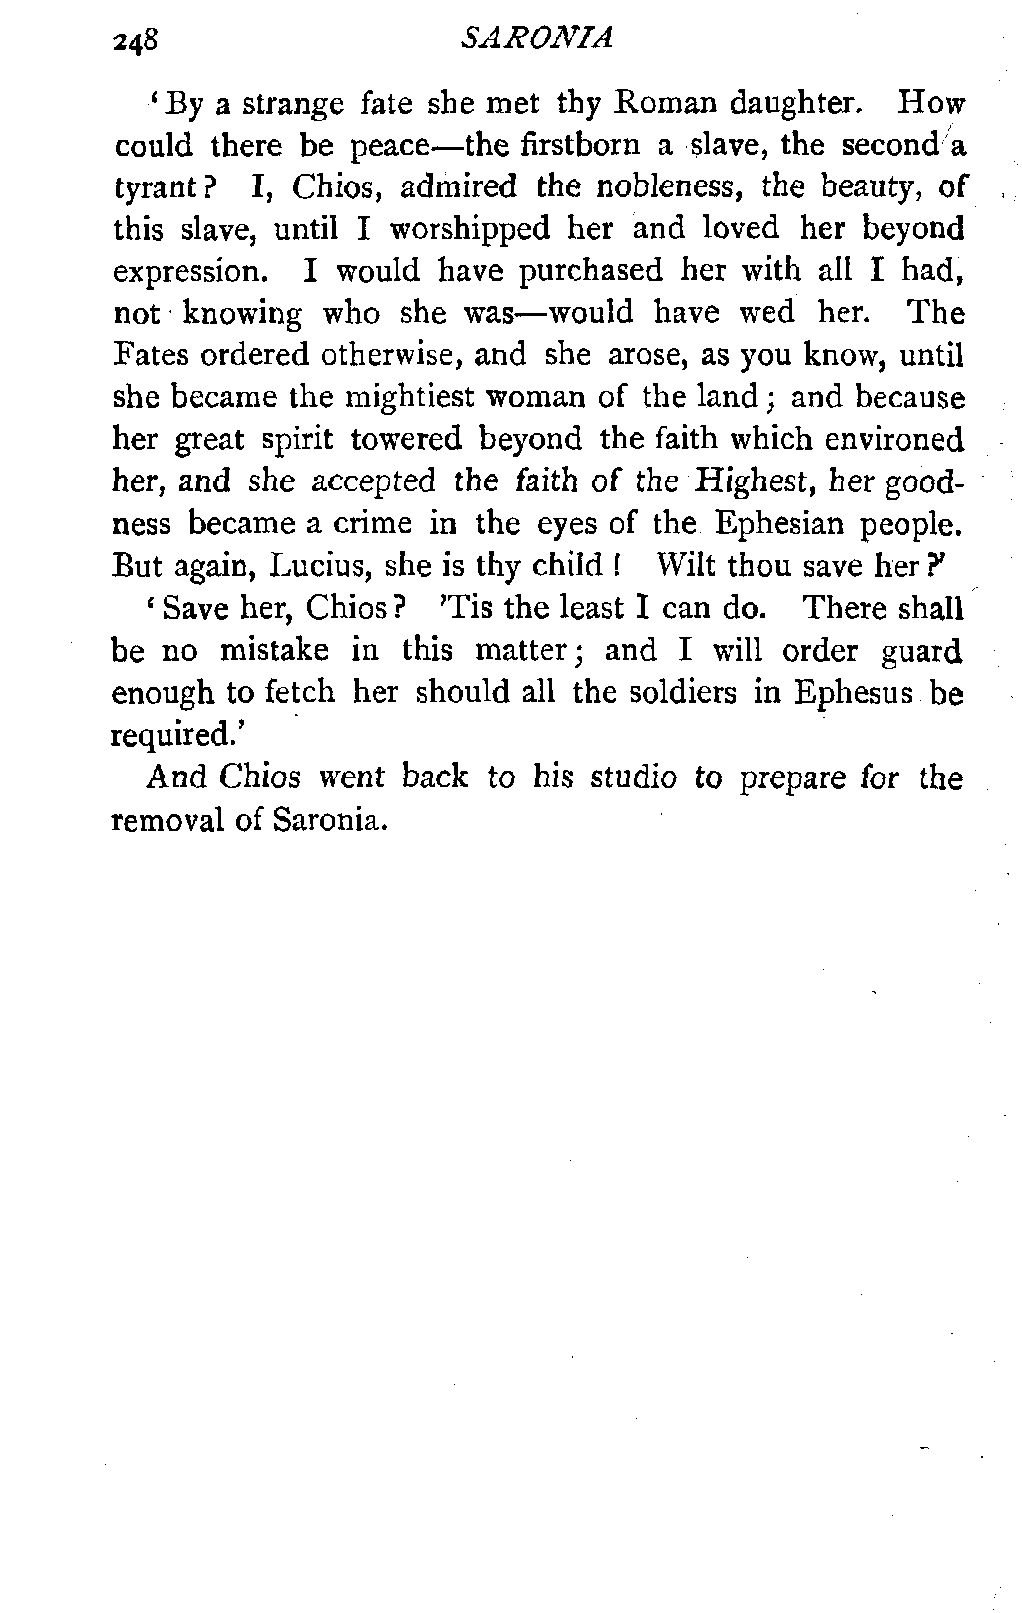 248 SARONIA
‘By a strange fate she met thy Roman daughter. How
could there be peace—the firstborn a slave, the second a
tyrant? I, Chios, admired the nobleness, the beauty, of
this slave, until I worshipped her and loved her beyond
expression. I would have purchased her with all I had,
not knowing who she was—would have wed her. The
Fates ordered otherwise, and she arose, as you know, until
she became the mightiest woman of the land; and because
her great spirit towered beyond the faith which environed
her, and she accepted the faith of the Highest, her good-
ness became a crime in the eyes of the Ephesian people.
But again, Lucius, she is thy child! Wilt thou save her?’
‘Save her, Chios? ’Tis the least I can do. There shall
be no mistake in this matter; and I will order guard
enough to fetch her should all the soldiers in Ephesus be
required.’
And Chios went back to his studio to prepare for the
removal of Saronia.